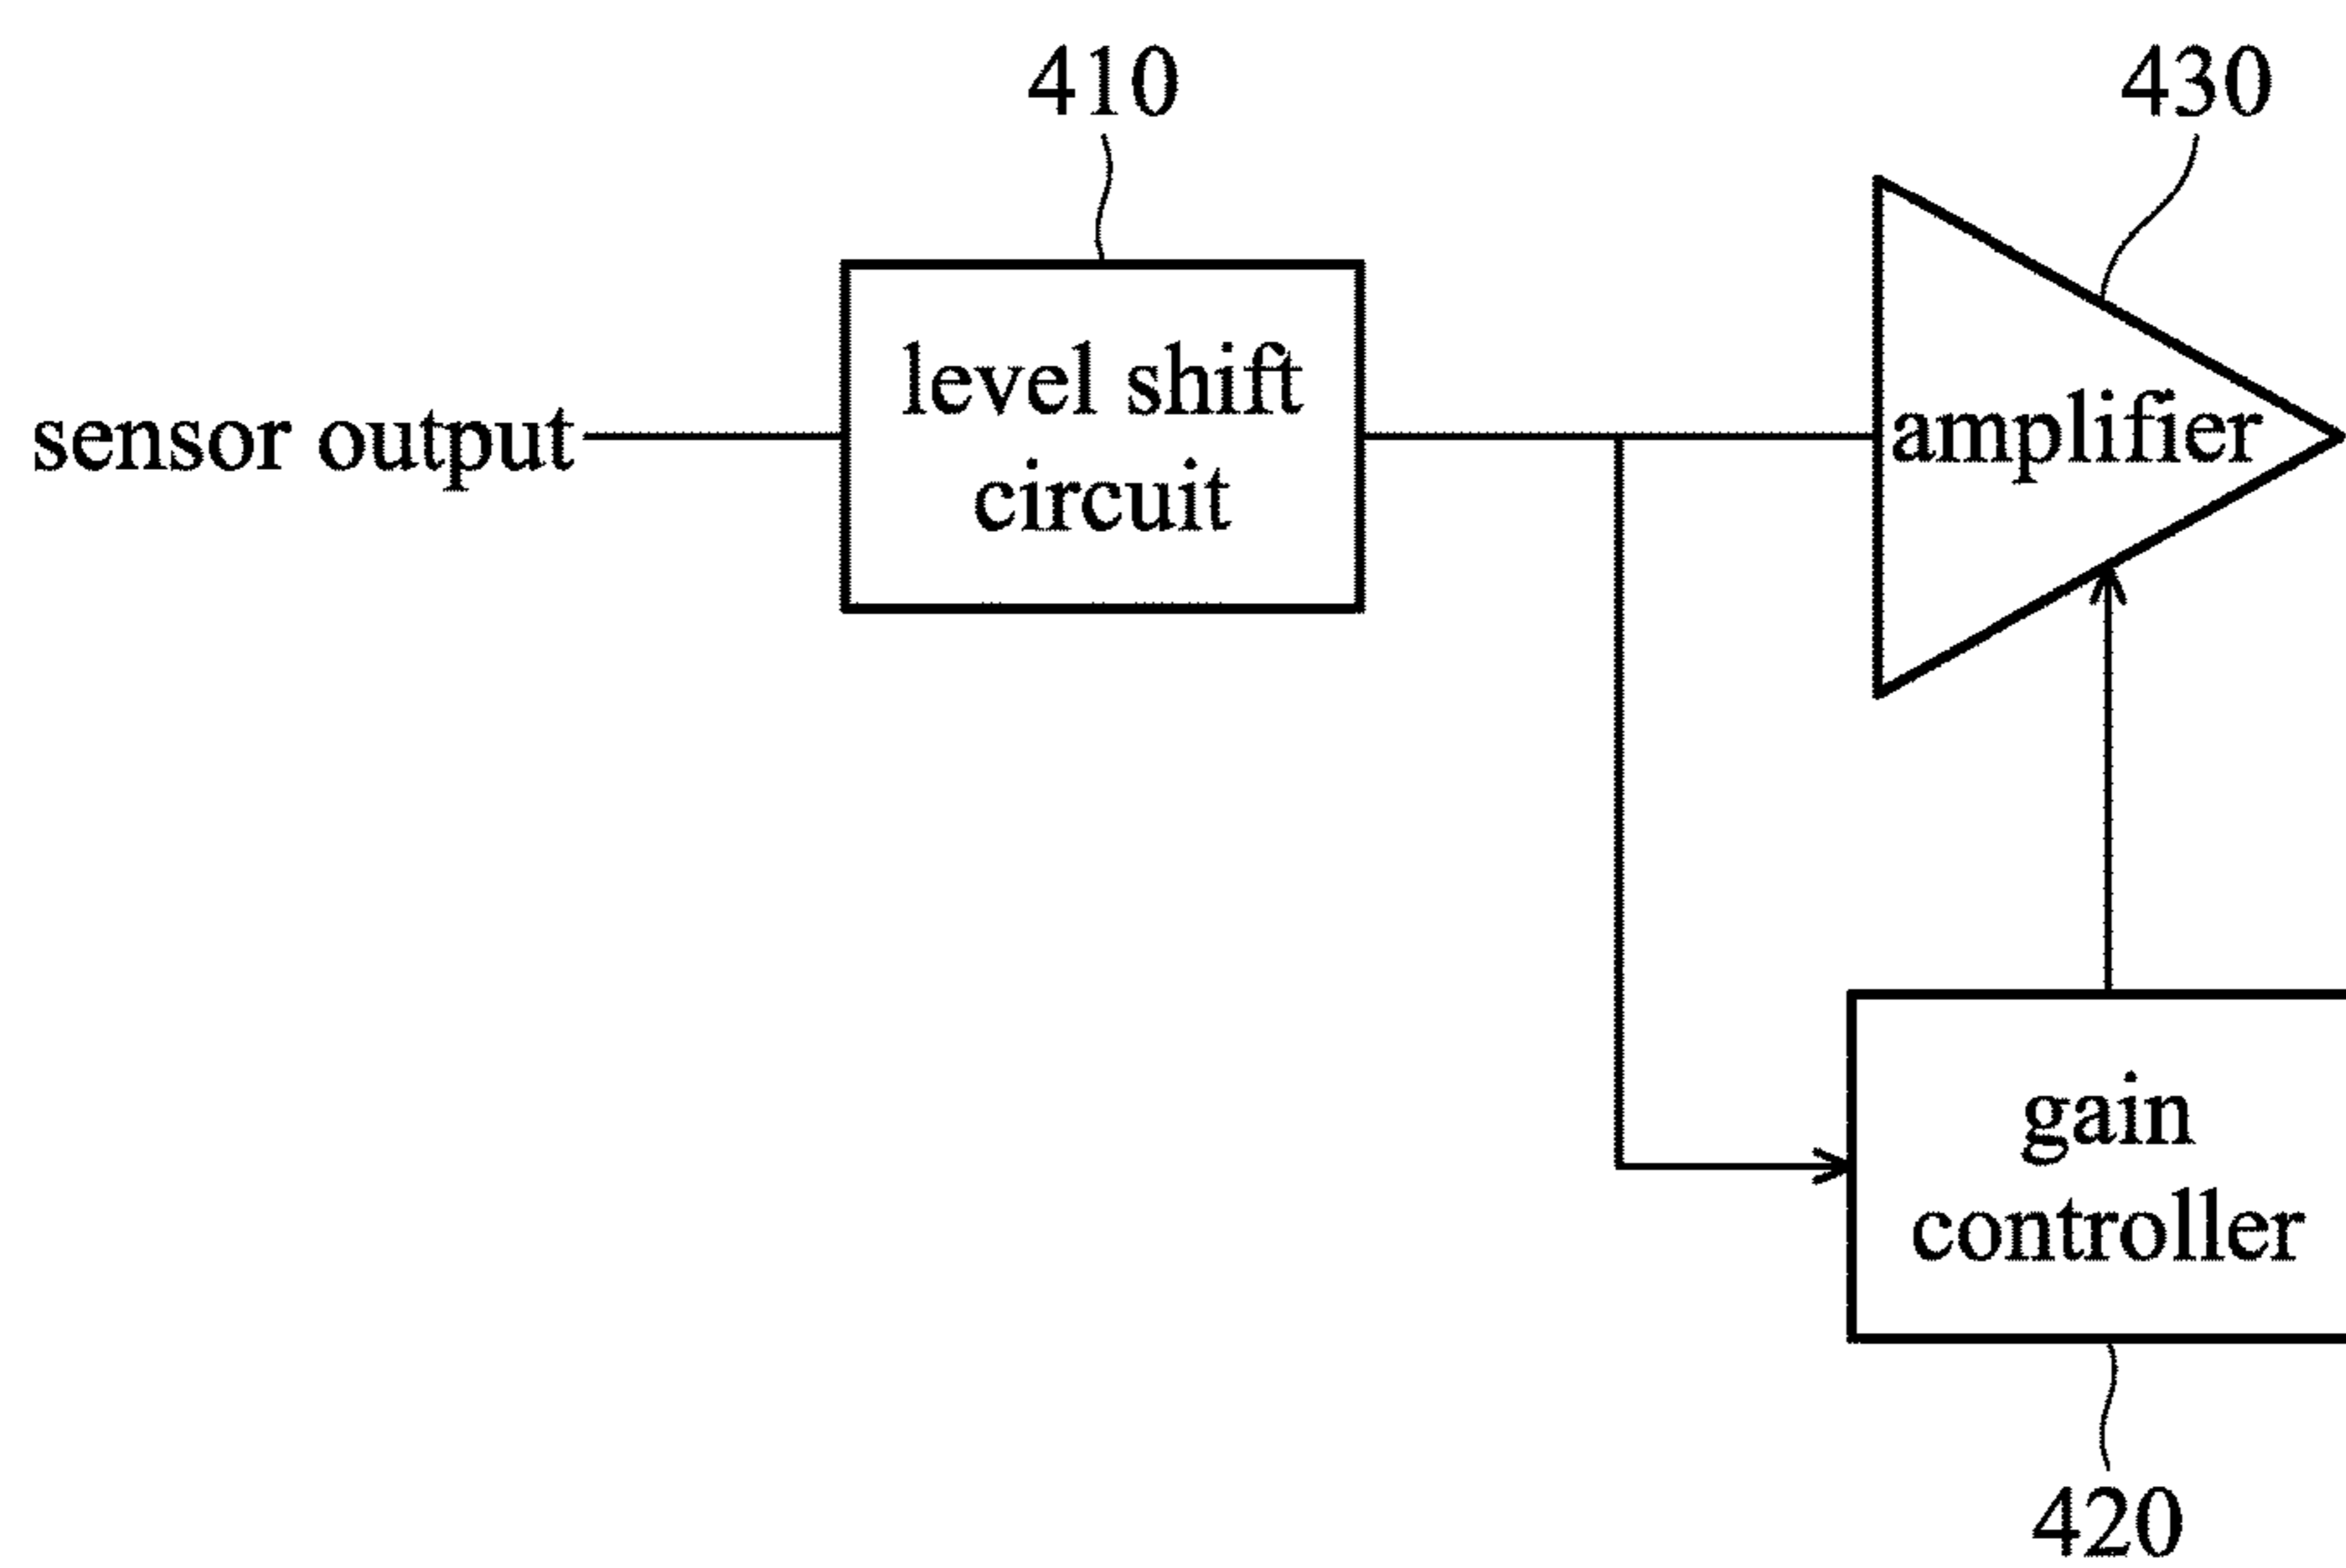 410
430
sensor output
level shift
circuit
amplifier
gain
controller
420